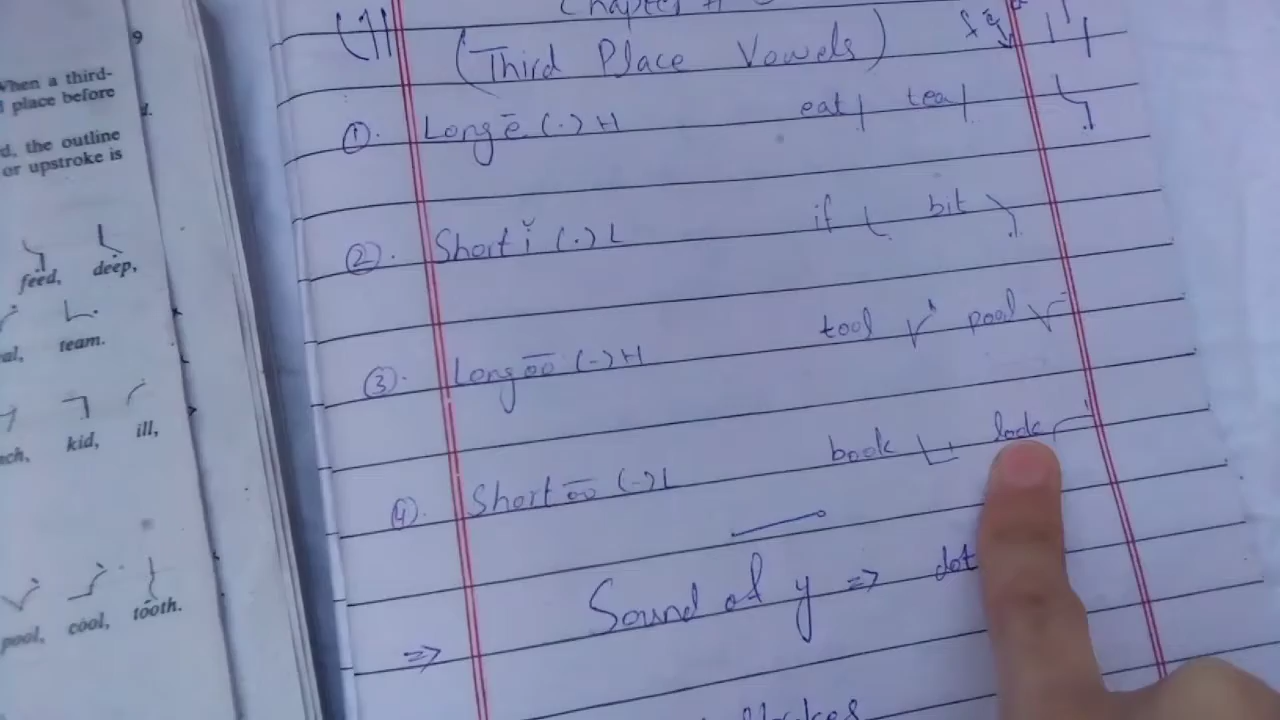 9
When a third-
place before
d, the outline
or upstroke is
feed, deep,
team.
kid, ill,
pool, cool, tooth.
Chapter #
(Third Place Vowels)
①. Long ē (.) H eat tea
②. Short ĭ (.) L if bit
③. Long o̅o̅ (-) H tool pool
④. Short o̅o̅ (-) L book look
⇒ Sound of y ⇒ dot